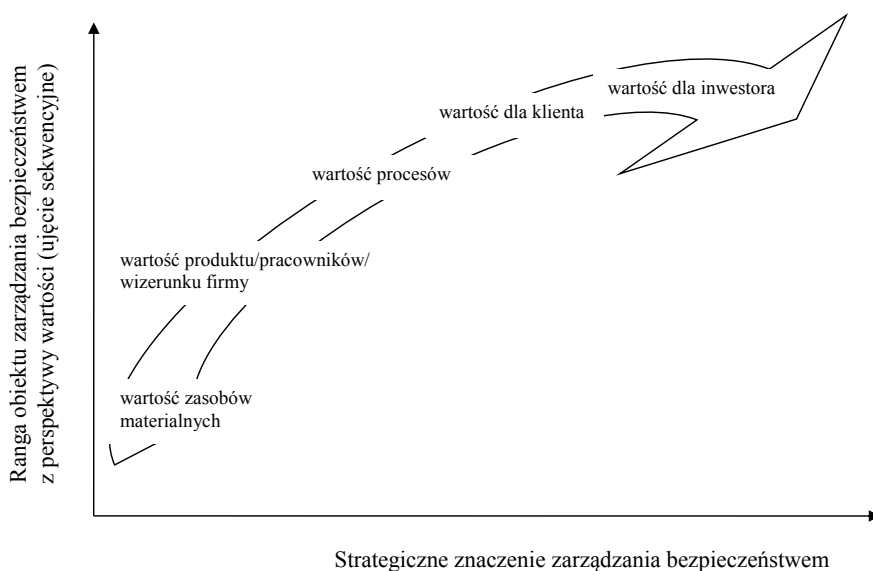 Ranga obiektu zarządzania bezpieczeństwem
z perspektywy wartości (ujęcie sekwencyjne)
wartość dla inwestora
wartość dla klienta
wartość procesów
wartość produktu/pracowników/
wizerunku firmy
wartość zasobów
materialnych
Strategiczne znaczenie zarządzania bezpieczeństwem